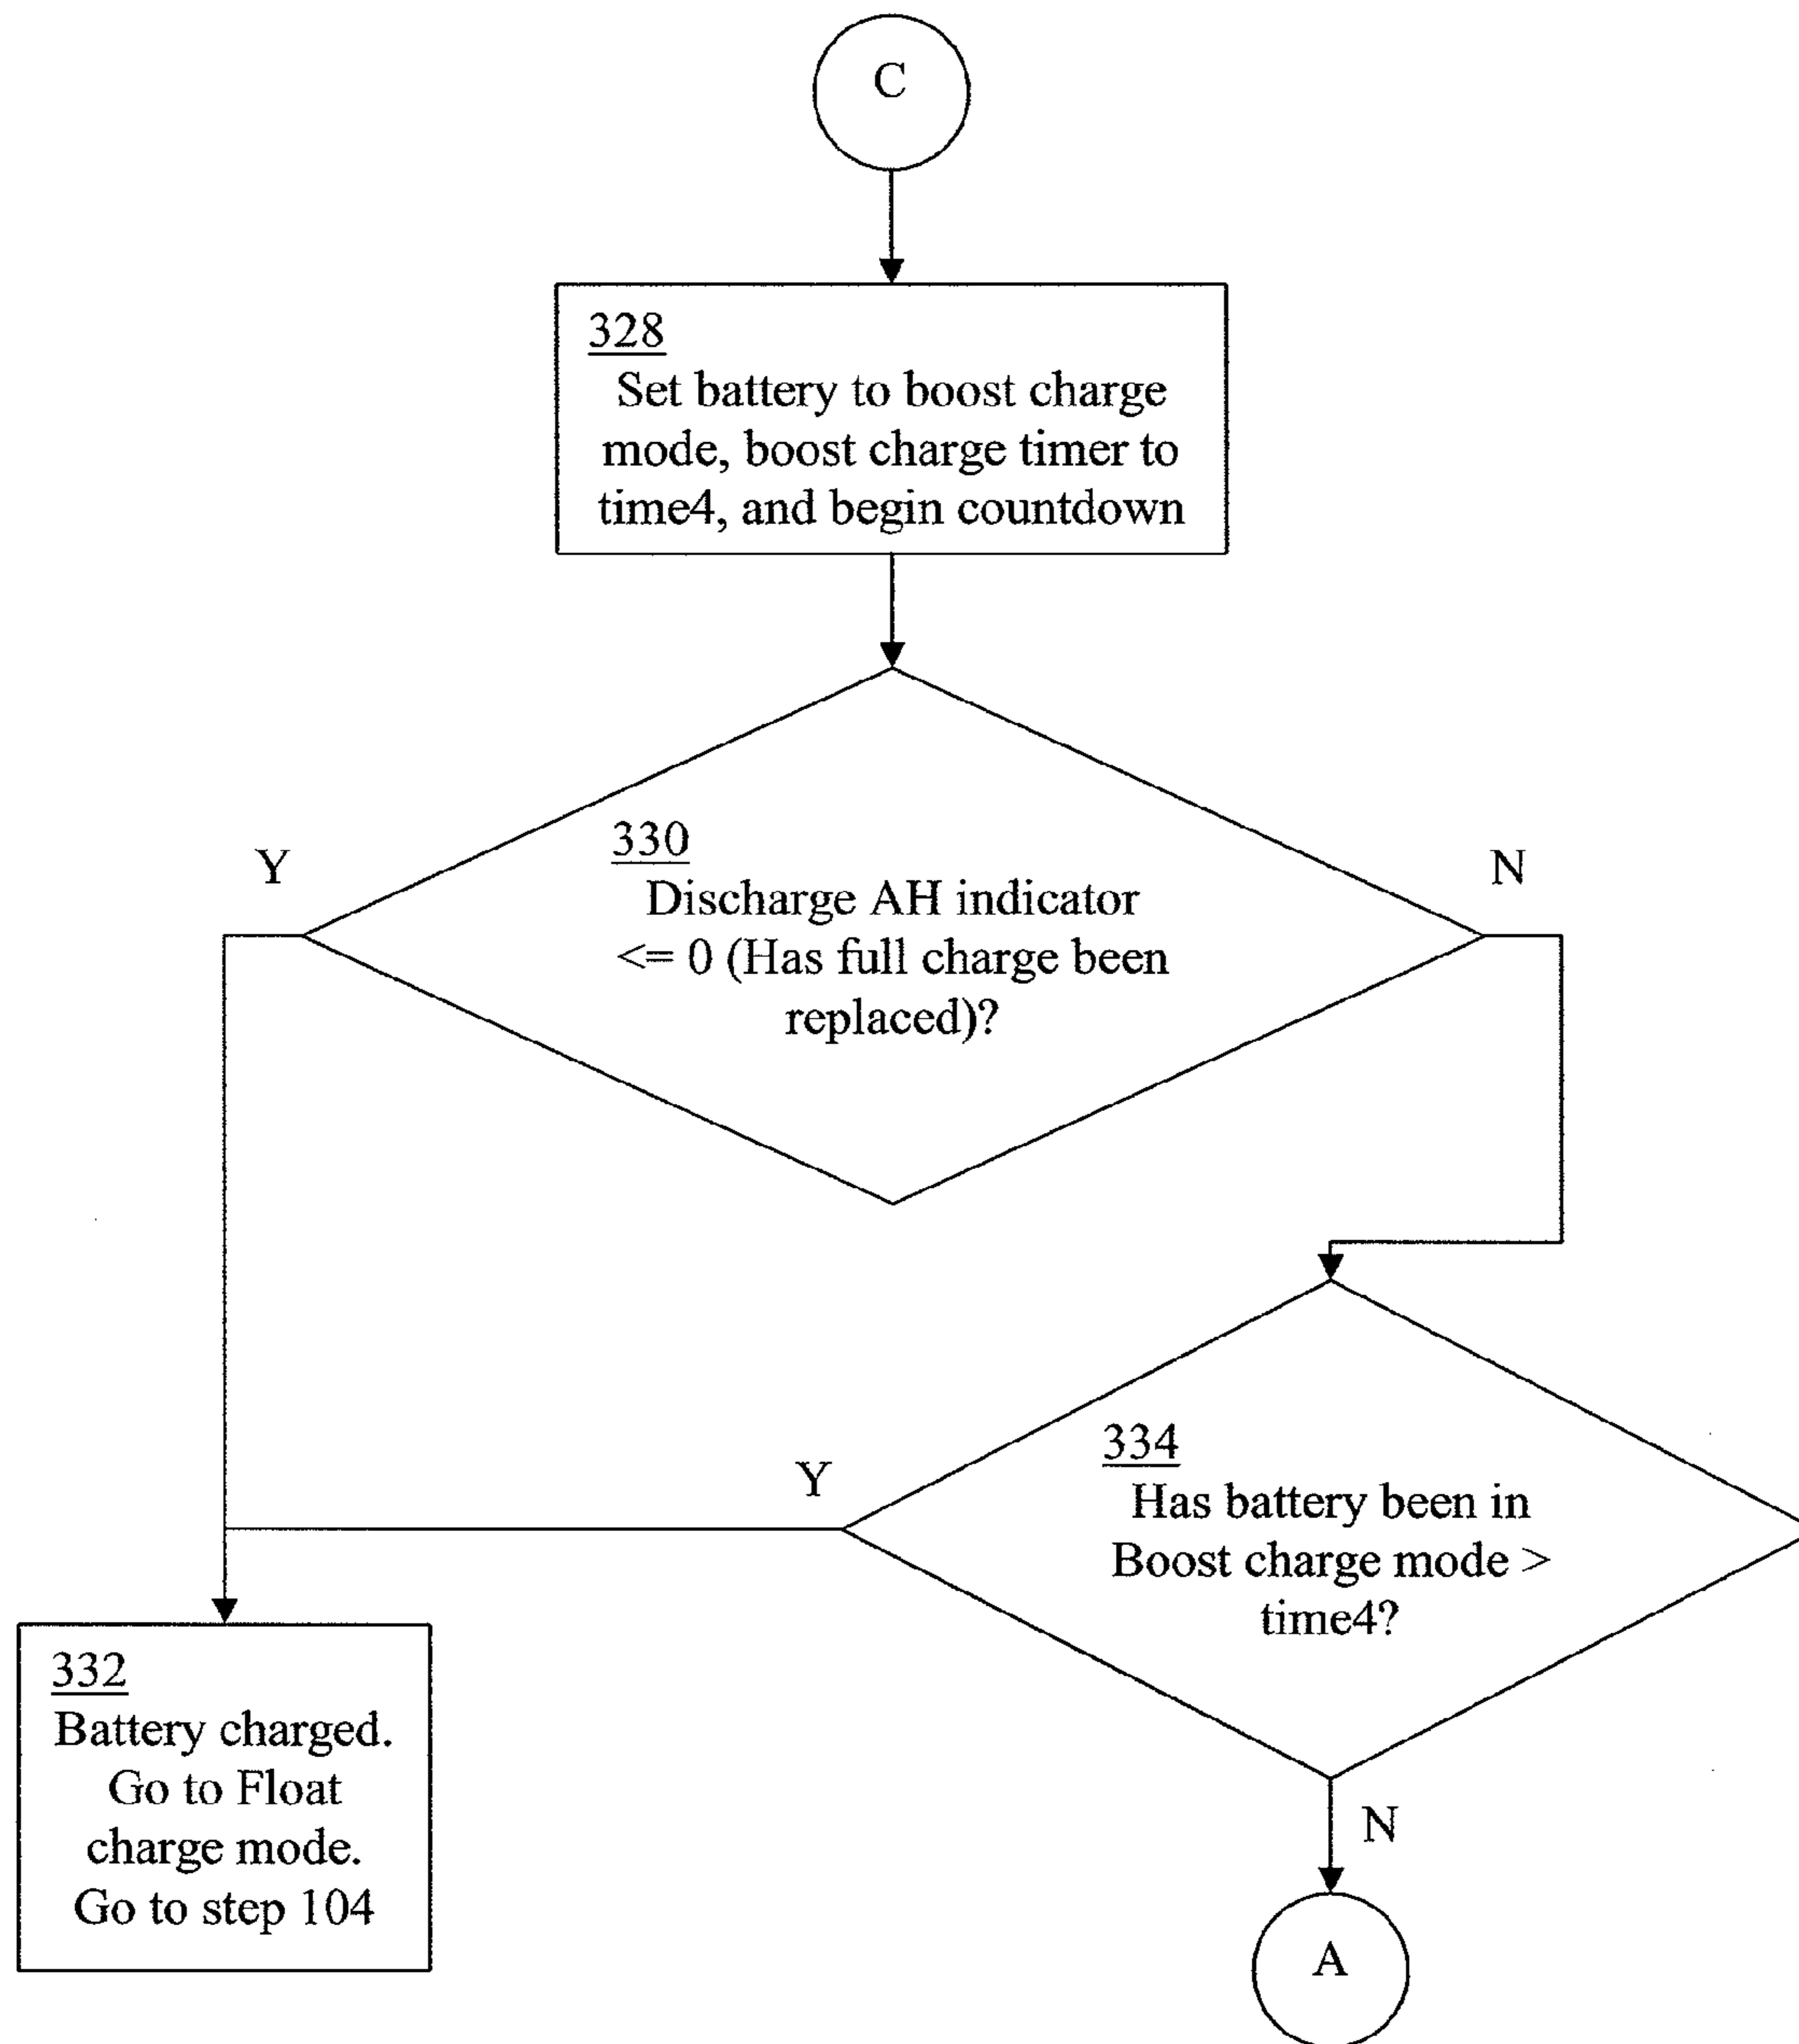 C
328
Set battery to boost charge
mode, boost charge timer to
time4, and begin countdown
330
Discharge AH indicator
<= 0 (Has full charge been
replaced)?
Y
N
334
Has battery been in
Boost charge mode >
time4?
Y
N
332
Battery charged.
Go to Float
charge mode.
Go to step 104
A